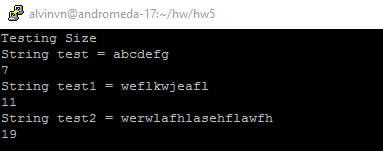 alvinvn@andromeda-17:~/hw/hw5
Testing Size
String test = abcdefg
7
String test1 = weflkwjeafl
11
String test2 = werwlafhlasehflawfh
19